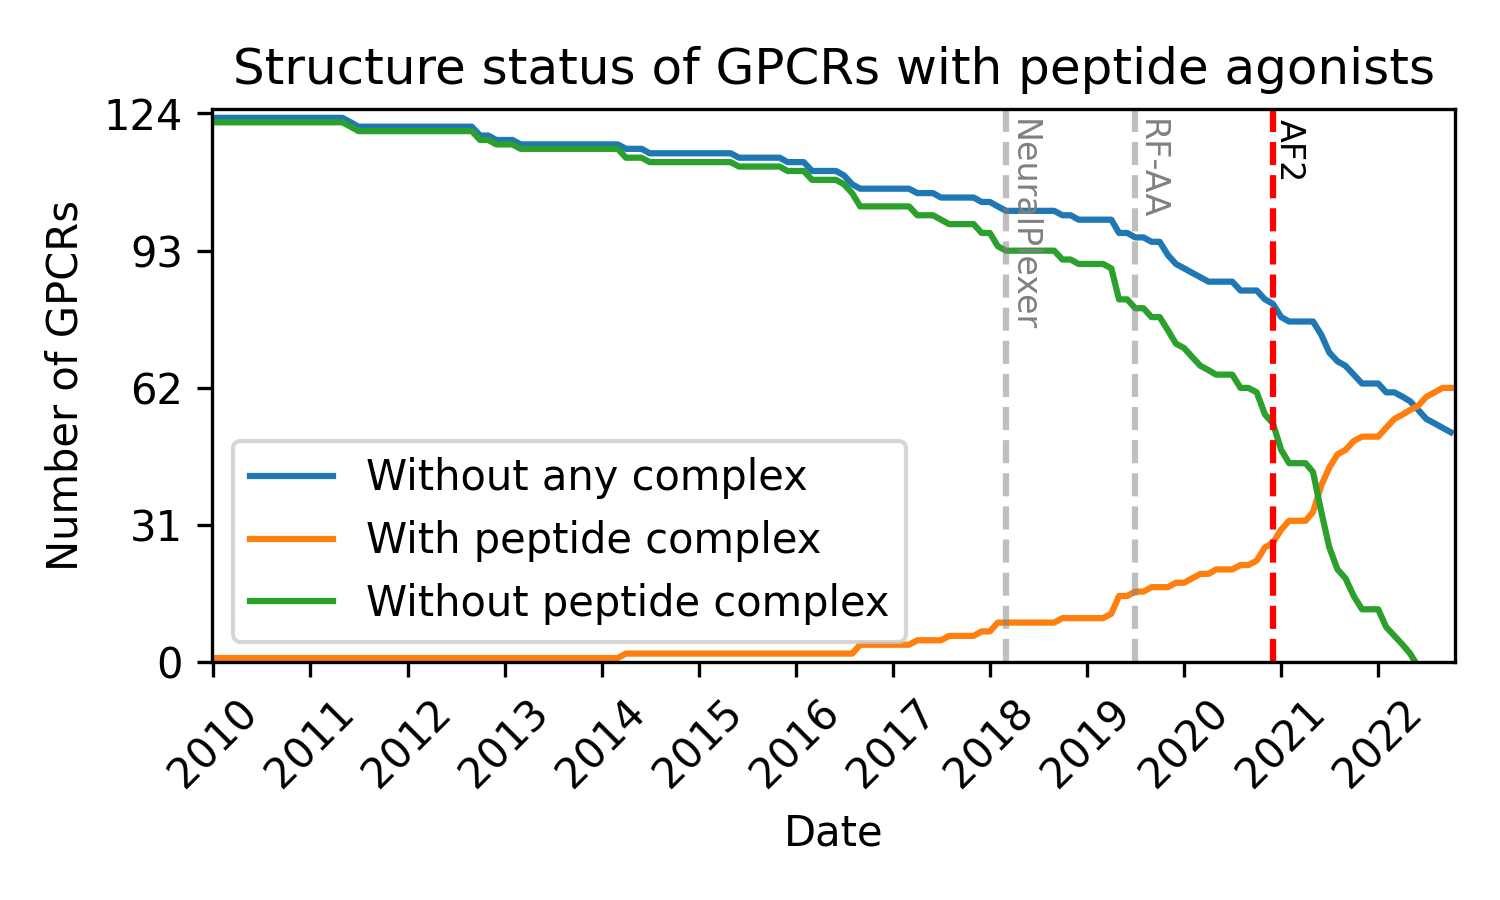 Structure status of GPCRs with peptide agonists
124
93
62
31
0
Number of GPCRs
NeuralPlexer
RF-AA
AF2
Without any complex
With peptide complex
Without peptide complex
2010
2011
2012
2013
2014
2015
2016
2017
2018
2019
2020
2021
2022
Date